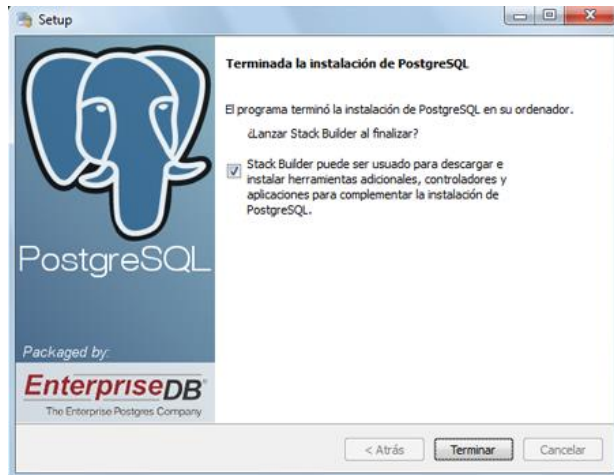 Setup
Terminada la instalación de PostgreSQL
El programa terminó la instalación de PostgreSQL en su ordenador.
¿Lanzar Stack Builder al finalizar?
Stack Builder puede ser usuado para descargar e
instalar herramientas adicionales, controladores y
aplicaciones para complementar la instalación de
PostgreSQL.
PostgreSQL
Packaged by:
EnterpriseDB
The Enterprise Postgres Company
< Atrás
Terminar
Cancelar